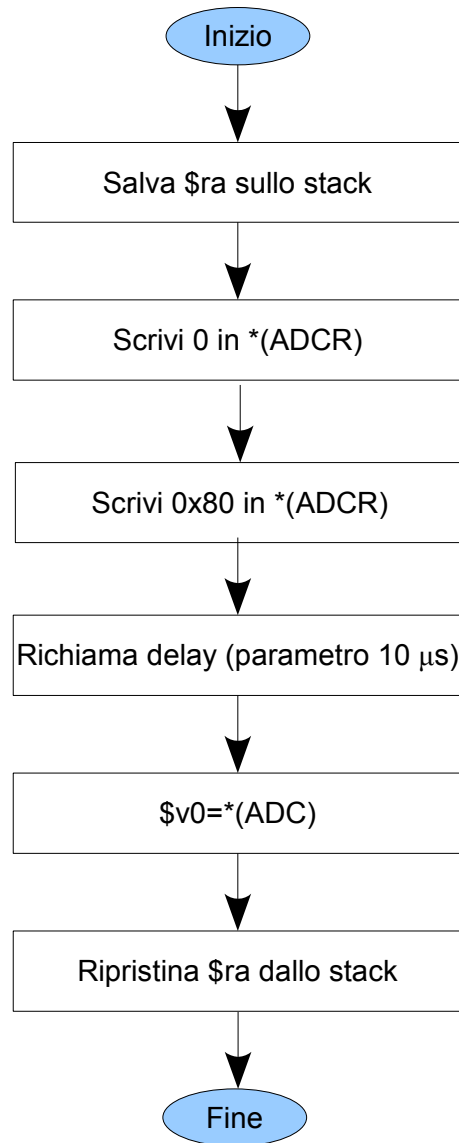 Inizio
Salva $ra sullo stack
Scrivi 0 in *(ADCR)
Scrivi 0x80 in *(ADCR)
Richiama delay (parametro 10 μs)
$v0=*(ADC)
Ripristina $ra dallo stack
Fine